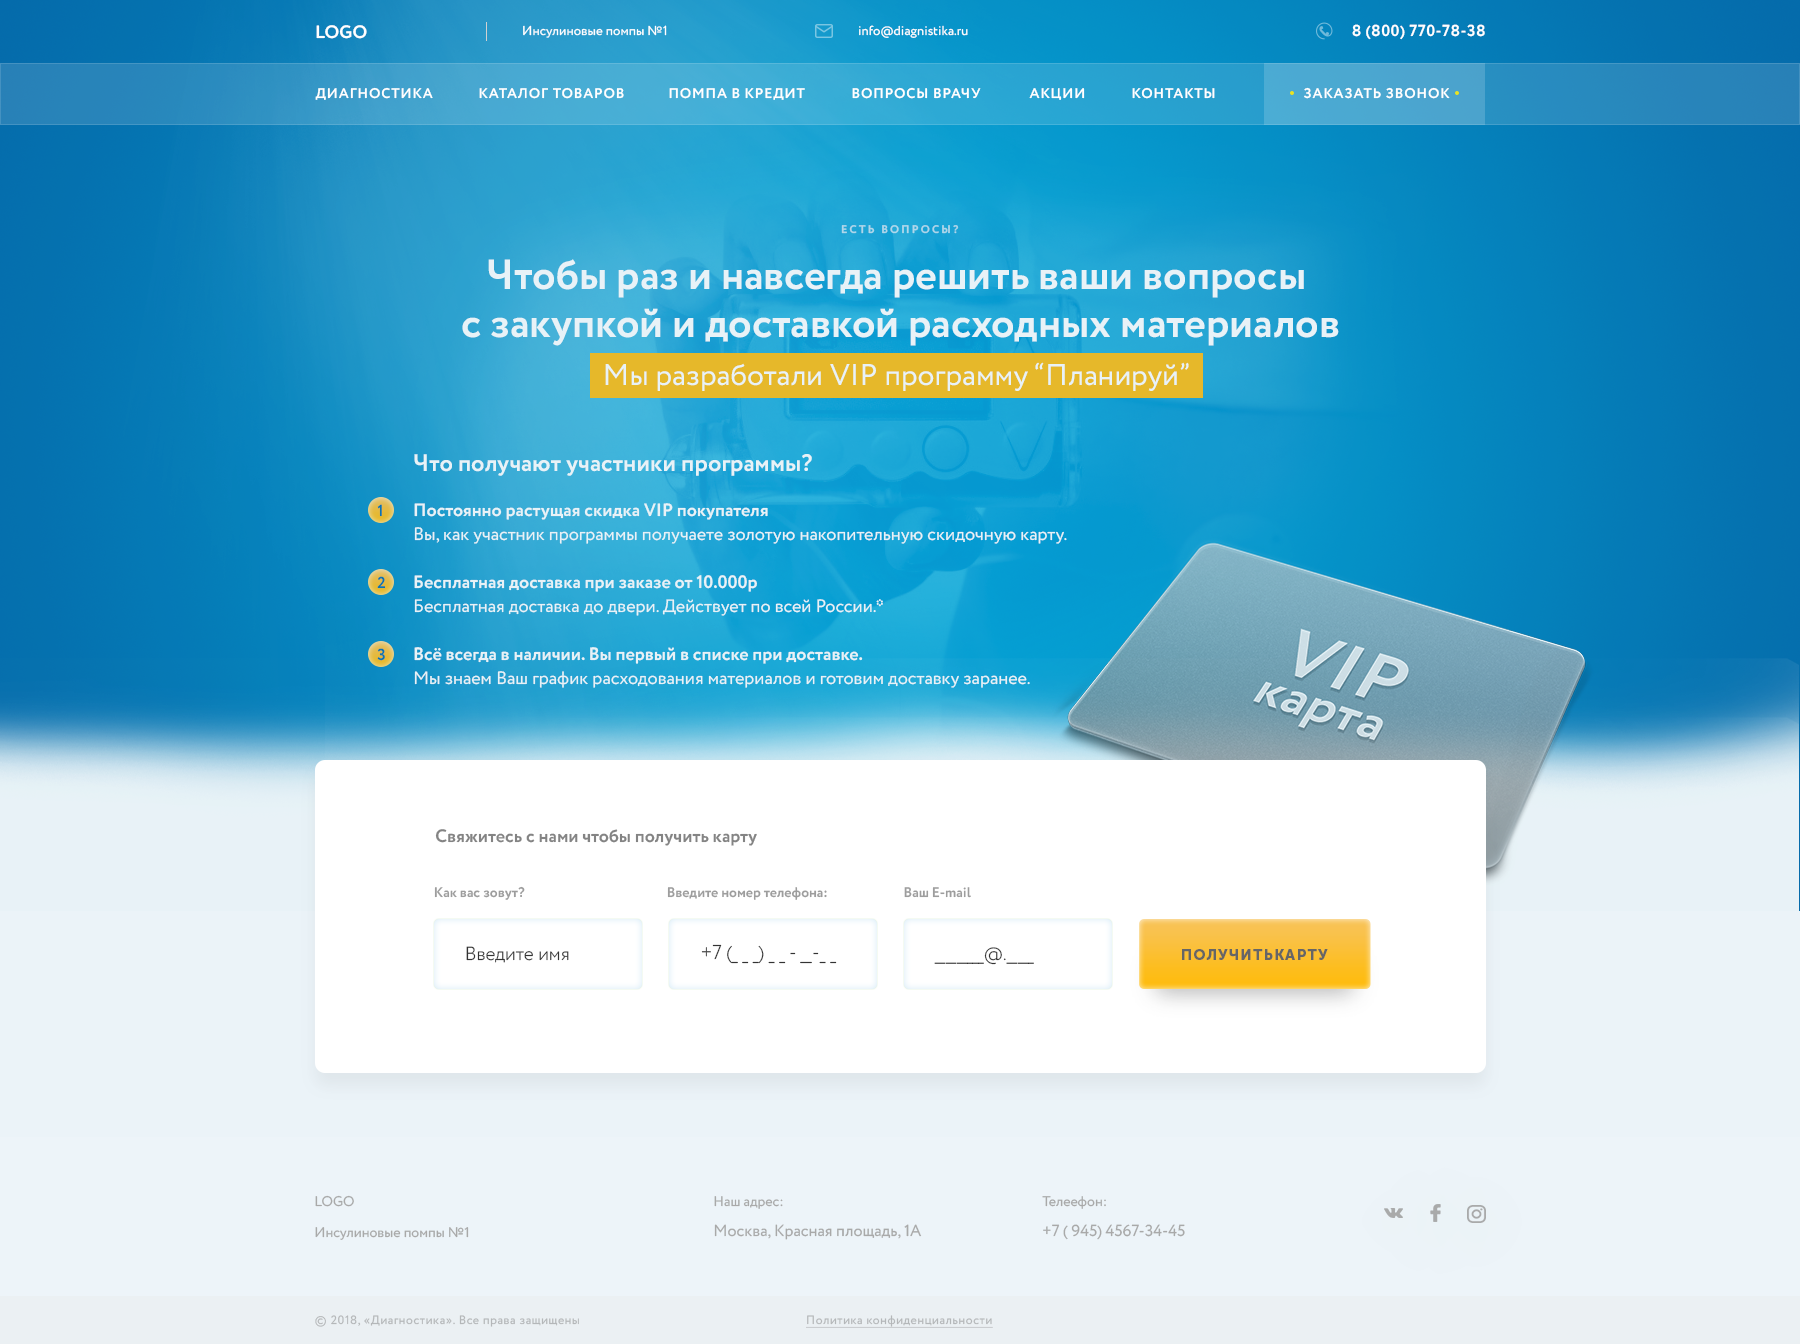 LOGO
Инсулиновые помпы №1
info@diagnistika.ru
8 (800) 770-78-38
ДИАГНОСТИКА
КАТАЛОГ ТОВАРОВ
ПОМПА В КРЕДИТ
ВОПРОСЫ ВРАЧУ
АКЦИИ
КОНТАКТЫ
ЗАКАЗАТЬ ЗВОНОК
ЕСТЬ ВОПРОСЫ?
Чтобы раз и навсегда решить ваши вопросы
с закупкой и доставкой расходных материалов
Мы разработали VIP программу “Планируй”
Что получают участники программы?
1
Постоянно растущая скидка VIP покупателя
Вы, как участник программы получаете золотую накопительную скидочную карту.
2
Бесплатная доставка при заказе от 10.000р
Бесплатная доставка до двери. Действует по всей России.*
3
Всё всегда в наличии. Вы первый в списке при доставке.
Мы знаем Ваш график расходования материалов и готовим доставку заранее.
VIP
карта
Свяжитесь с нами чтобы получить карту
Как вас зовут?
Введите номер телефона:
Ваш E-mail
Введите имя
+7 (_ _ _) _ _ - _-_ _
_____@.___
ПОЛУЧИТЬКАРТУ
LOGO
Инсулиновые помпы №1
Наш адрес:
Москва, Красная площадь, 1А
Телеефон:
+7 ( 945) 4567-34-45
© 2018, «Диагностика». Все права защищены
Политика конфиденциальности